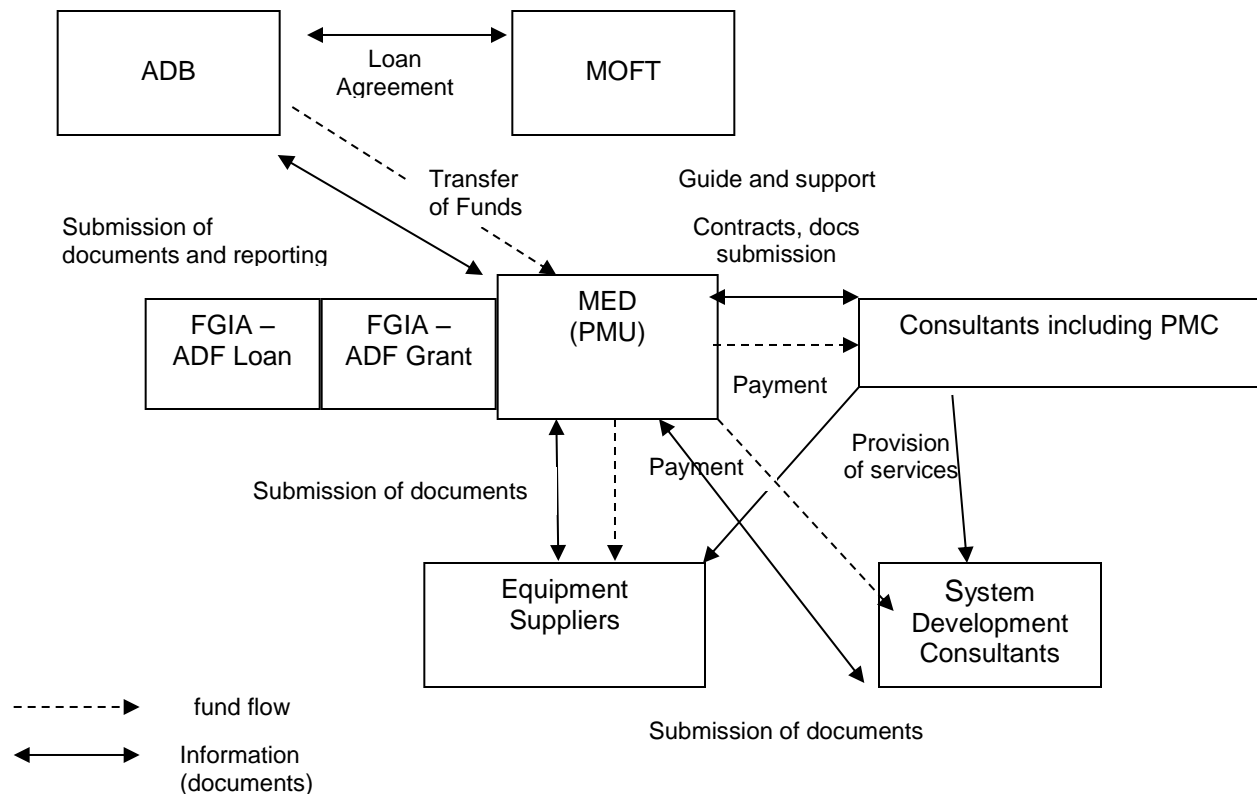 ADB
Loan
Agreement
MOFT
Transfer
of Funds
Guide and support
Submission of
documents and reporting
Contracts, docs
submission
FGIA –
ADF Loan
FGIA –
ADF Grant
MED
(PMU)
Consultants including PMC
Payment
Provision
of services
Payment
Submission of documents
Equipment
Suppliers
System
Development
Consultants
fund flow
Submission of documents
Information
(documents)